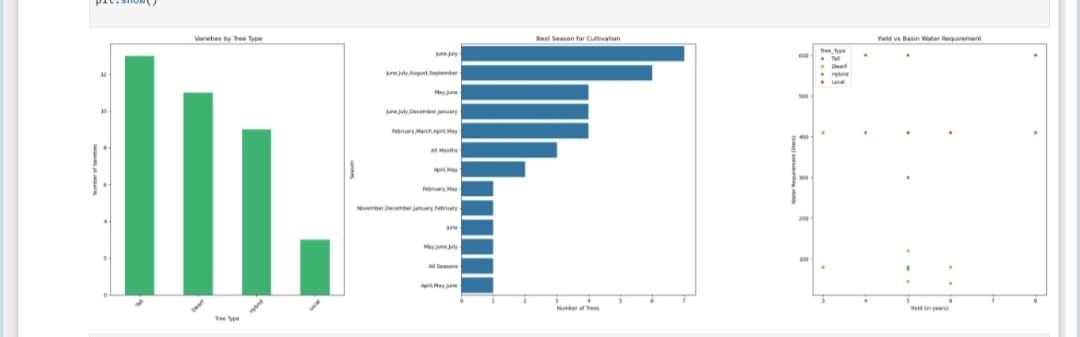 plt.show()
Varieties by Tree Type
Number of Varieties
12
10
8
6
4
2
0
Tall
Dwarf
Hybrid
Local
Tree Type
Best Season for Cultivation
Season
June,July
June,July,August,September
May,June
June,July,December,January
February,March,April,May
All Months
April,May
February,May
November,December,January,February
June
May,June,July
All Seasons
April,May,June
0 1 2 3 4 5 6 7
Number of Trees
Yield vs Basin Water Requirement
Water Requirement (liters)
600
500
400
300
200
100
Tree_Type
Tall
Dwarf
Hybrid
Local
3 4 5 6 7 8
Yield (in years)